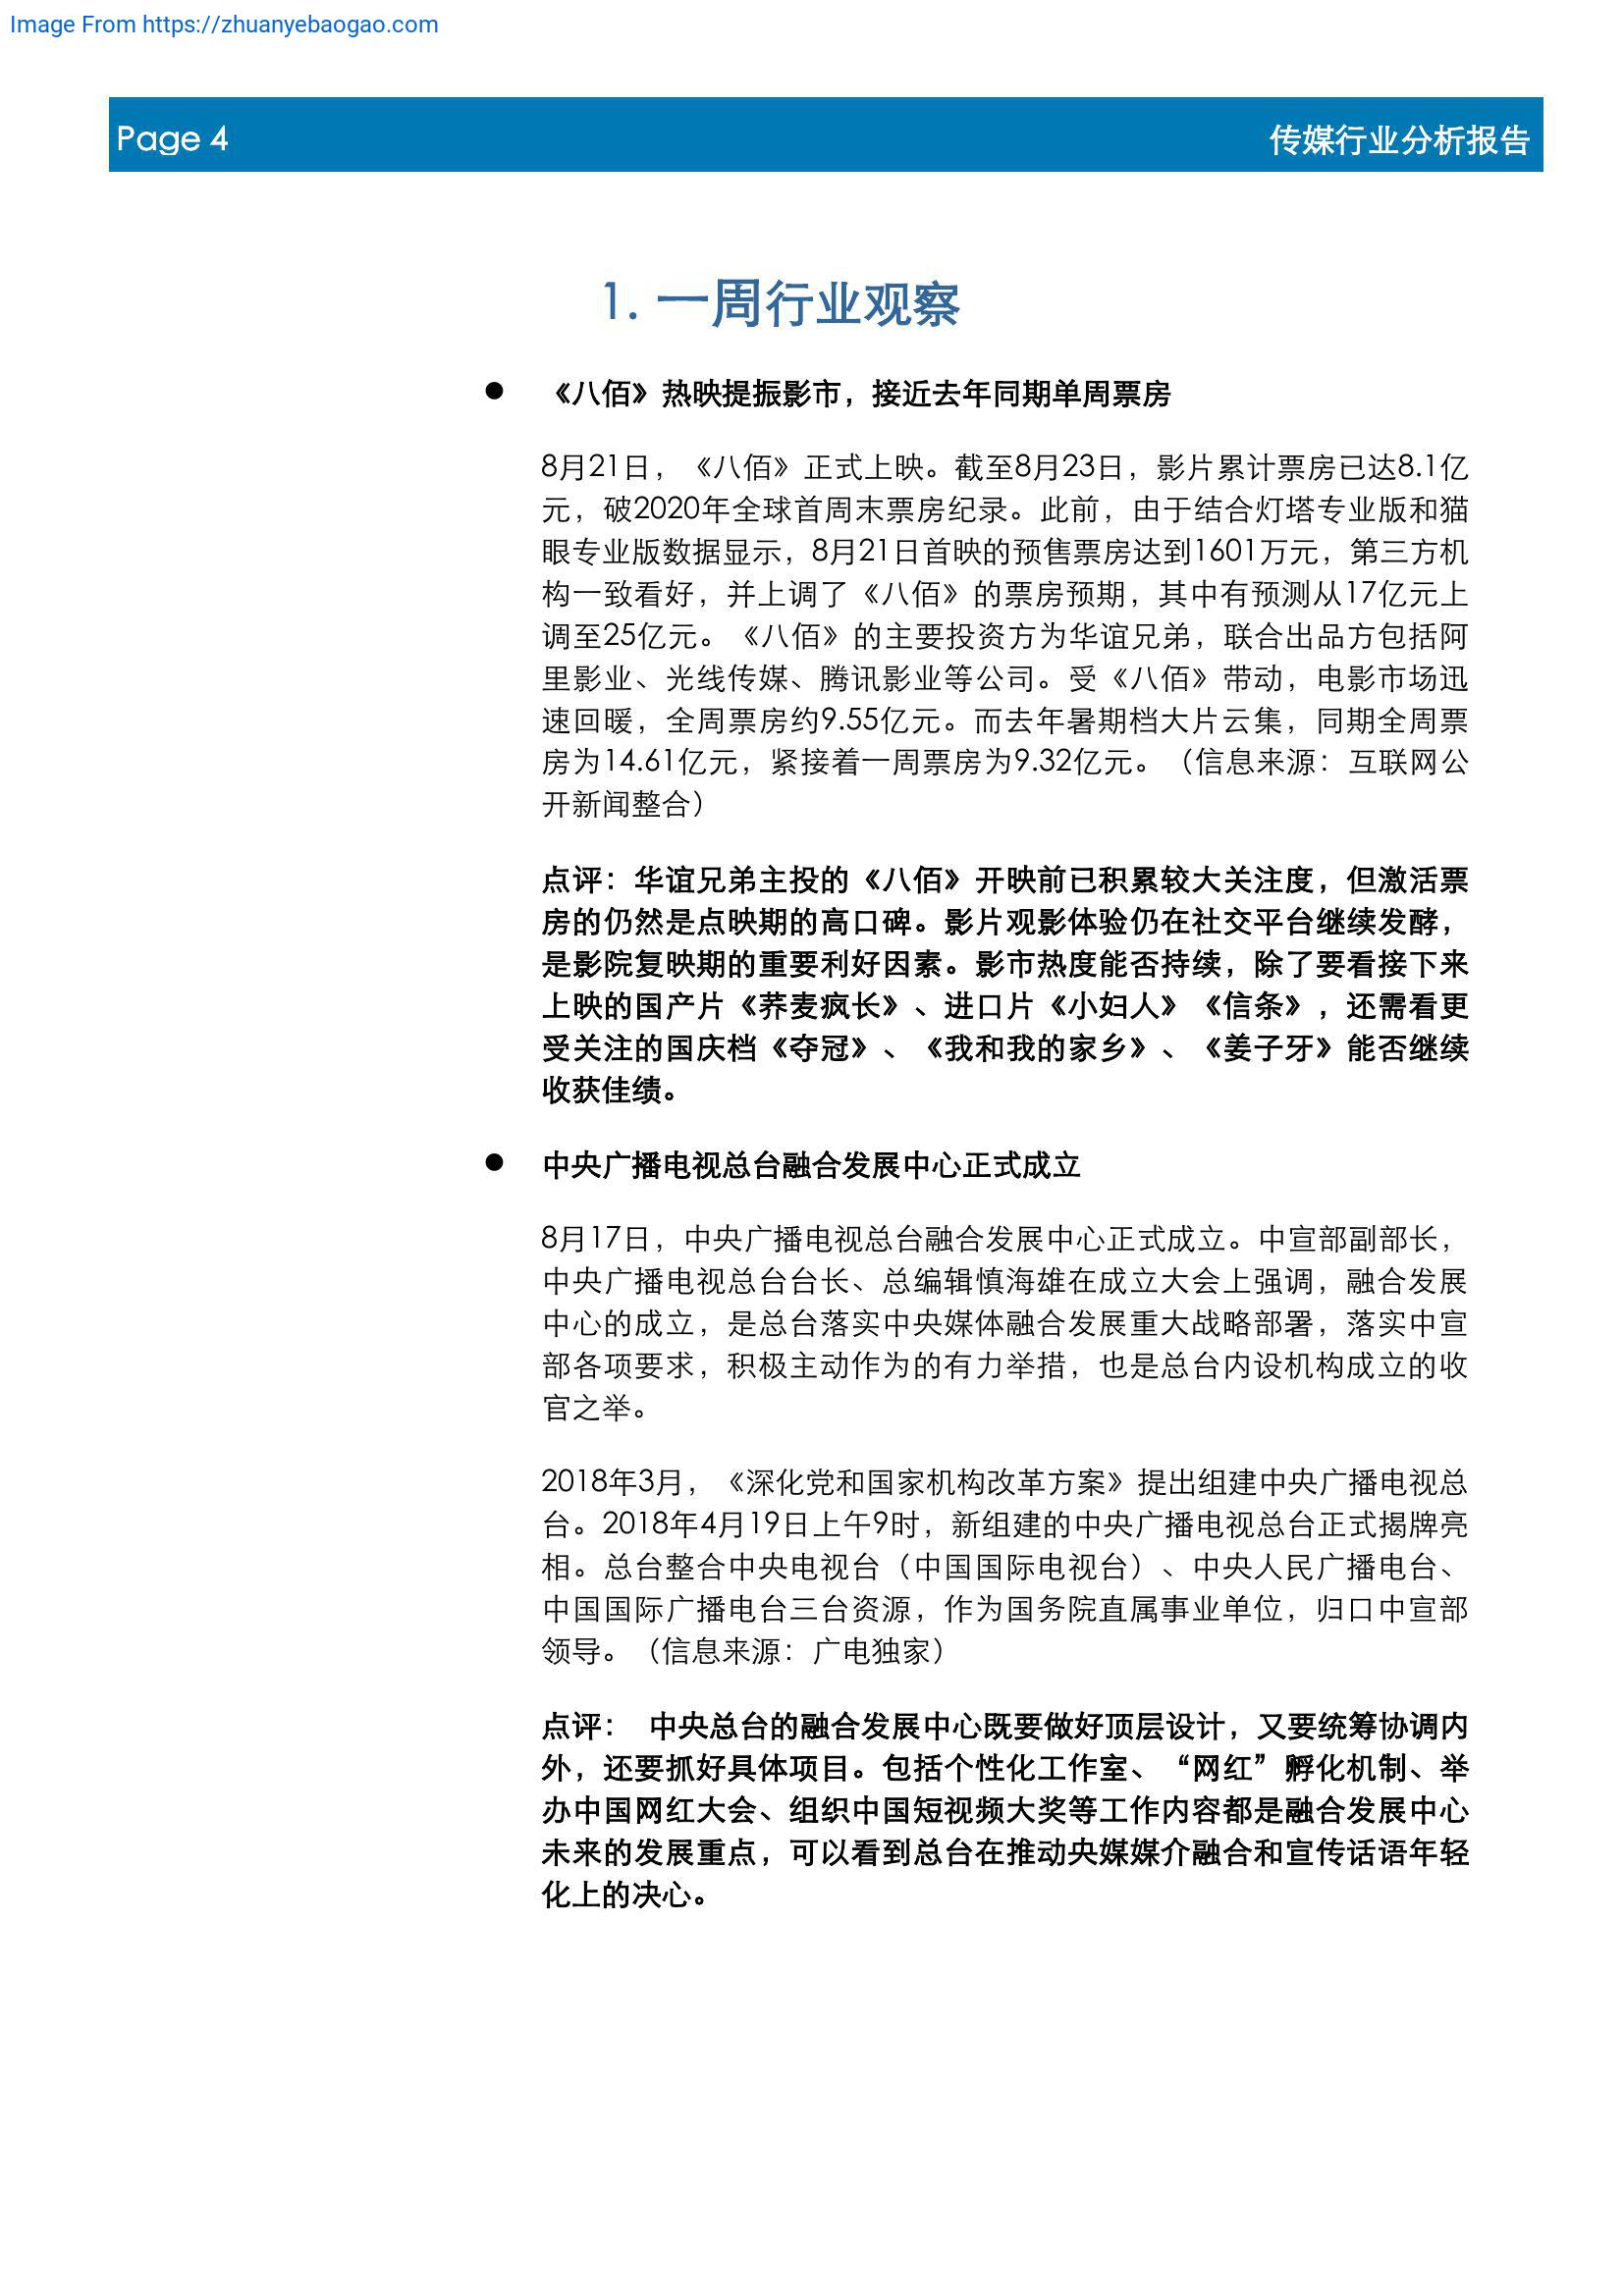 Image From https://zhuanyebaogao.com
Page 4
传媒行业分析报告
1. 一周行业观察
● 《八佰》热映提振影市，接近去年同期单周票房
8月21日，《八佰》正式上映。截至8月23日，影片累计票房已达8.1亿
元，破2020年全球首周末票房纪录。此前，由于结合灯塔专业版和猫
眼专业版数据显示，8月21日首映的预售票房达到1601万元，第三方机
构一致看好，并上调了《八佰》的票房预期，其中有预测从17亿元上
调至25亿元。《八佰》的主要投资方为华谊兄弟，联合出品方包括阿
里影业、光线传媒、腾讯影业等公司。受《八佰》带动，电影市场迅
速回暖，全周票房约9.55亿元。而去年暑期档大片云集，同期全周票
房为14.61亿元，紧接着一周票房为9.32亿元。（信息来源：互联网公
开新闻整合）
点评：华谊兄弟主投的《八佰》开映前已积累较大关注度，但激活票
房的仍然是点映期的高口碑。影片观影体验仍在社交平台继续发酵，
是影院复映期的重要利好因素。影市热度能否持续，除了要看接下来
上映的国产片《荞麦疯长》、进口片《小妇人》《信条》，还需看更
受关注的国庆档《夺冠》、《我和我的家乡》、《姜子牙》能否继续
收获佳绩。
● 中央广播电视总台融合发展中心正式成立
8月17日，中央广播电视总台融合发展中心正式成立。中宣部副部长，
中央广播电视总台台长、总编辑慎海雄在成立大会上强调，融合发展
中心的成立，是总台落实中央媒体融合发展重大战略部署，落实中宣
部各项要求，积极主动作为的有力举措，也是总台内设机构成立的收
官之举。
2018年3月，《深化党和国家机构改革方案》提出组建中央广播电视总
台。2018年4月19日上午9时，新组建的中央广播电视总台正式揭牌亮
相。总台整合中央电视台（中国国际电视台）、中央人民广播电台、
中国国际广播电台三台资源，作为国务院直属事业单位，归口中宣部
领导。（信息来源：广电独家）
点评： 中央总台的融合发展中心既要做好顶层设计，又要统筹协调内
外，还要抓好具体项目。包括个性化工作室、“网红”孵化机制、举
办中国网红大会、组织中国短视频大奖等工作内容都是融合发展中心
未来的发展重点，可以看到总台在推动央媒媒介融合和宣传话语年轻
化上的决心。